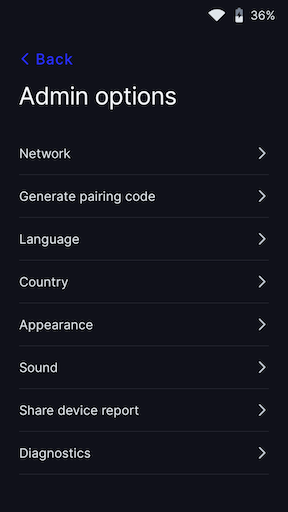 36%
Back
Admin options
Network
Generate pairing code
Language
Country
Appearance
Sound
Share device report
Diagnostics